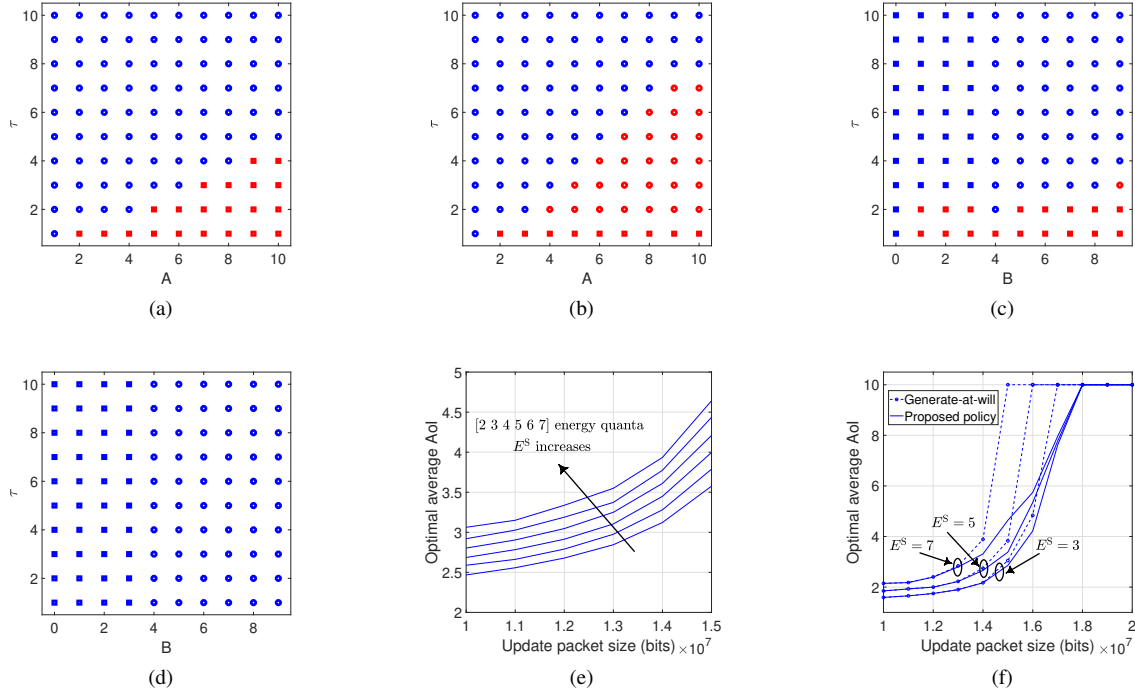 10
8
6
4
2
τ
2 4 6 8 10
A
(a)
10
8
6
4
2
τ
2 4 6 8 10
A
(b)
10
8
6
4
2
τ
0 2 4 6 8
B
(c)
10
8
6
4
2
τ
0 2 4 6 8
B
(d)
5
4.5
4
3.5
3
2.5
2
Optimal average AoI
[2 3 4 5 6 7] energy quanta
E^S increases
1 1.1 1.2 1.3 1.4 1.5
Update packet size (bits) ×10^7
(e)
10
8
6
4
2
Optimal average AoI
Generate-at-will
Proposed policy
E^S = 5
E^S = 7
E^S = 3
1 1.2 1.4 1.6 1.8 2
Update packet size (bits) ×10^7
(f)